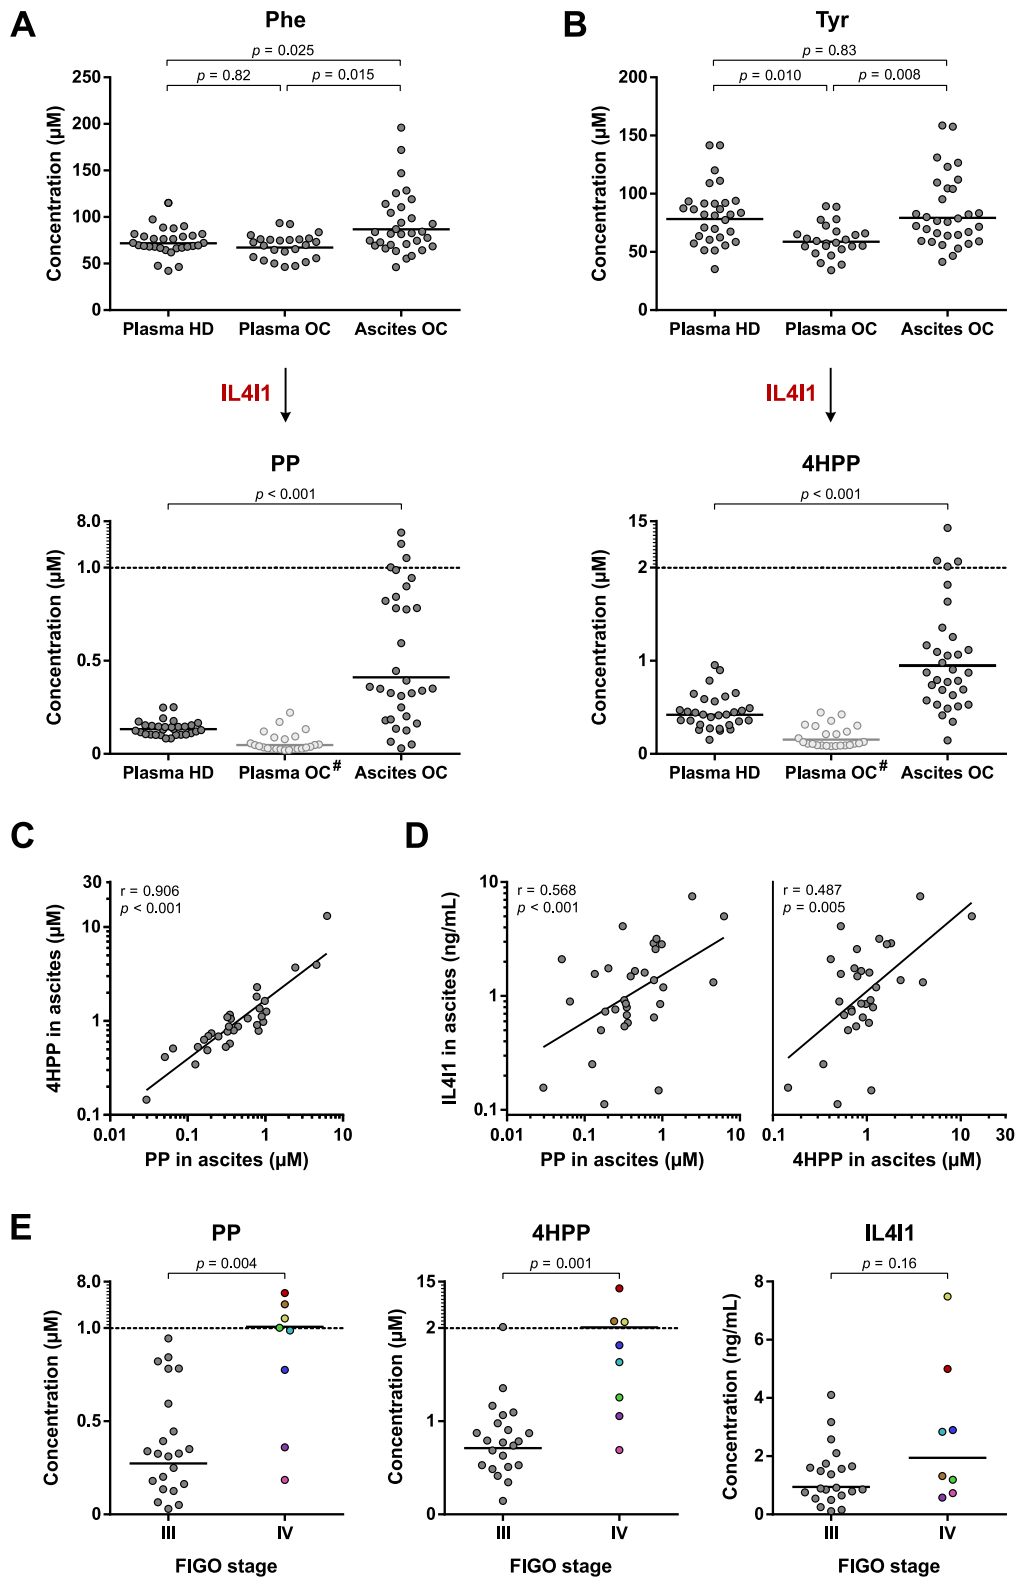 A
Phe
p = 0.025
p = 0.82
p = 0.015
Concentration (µM)
250
200
150
100
50
0
Plasma HD
Plasma OC
Ascites OC
B
Tyr
p = 0.83
p = 0.010
p = 0.008
Concentration (µM)
200
150
100
50
0
Plasma HD
Plasma OC
Ascites OC
IL4I1
IL4I1
PP
p < 0.001
Concentration (µM)
8.0
1.0
0.5
0
Plasma HD
Plasma OC#
Ascites OC
4HPP
p < 0.001
Concentration (µM)
15
2
1
0
Plasma HD
Plasma OC#
Ascites OC
C
r = 0.906
p < 0.001
4HPP in ascites (µM)
30
10
1
0.1
0.01
0.1
1
10
PP in ascites (µM)
D
r = 0.568
p < 0.001
IL4I1 in ascites (ng/mL)
10
1
0.1
0.01
0.1
1
10
PP in ascites (µM)
r = 0.487
p = 0.005
0.1
1
10
30
4HPP in ascites (µM)
E
PP
p = 0.004
Concentration (µM)
8.0
1.0
0.5
0
III
IV
FIGO stage
4HPP
p = 0.001
Concentration (µM)
15
2
1
0
III
IV
FIGO stage
IL4I1
p = 0.16
Concentration (ng/mL)
8
6
4
2
0
III
IV
FIGO stage